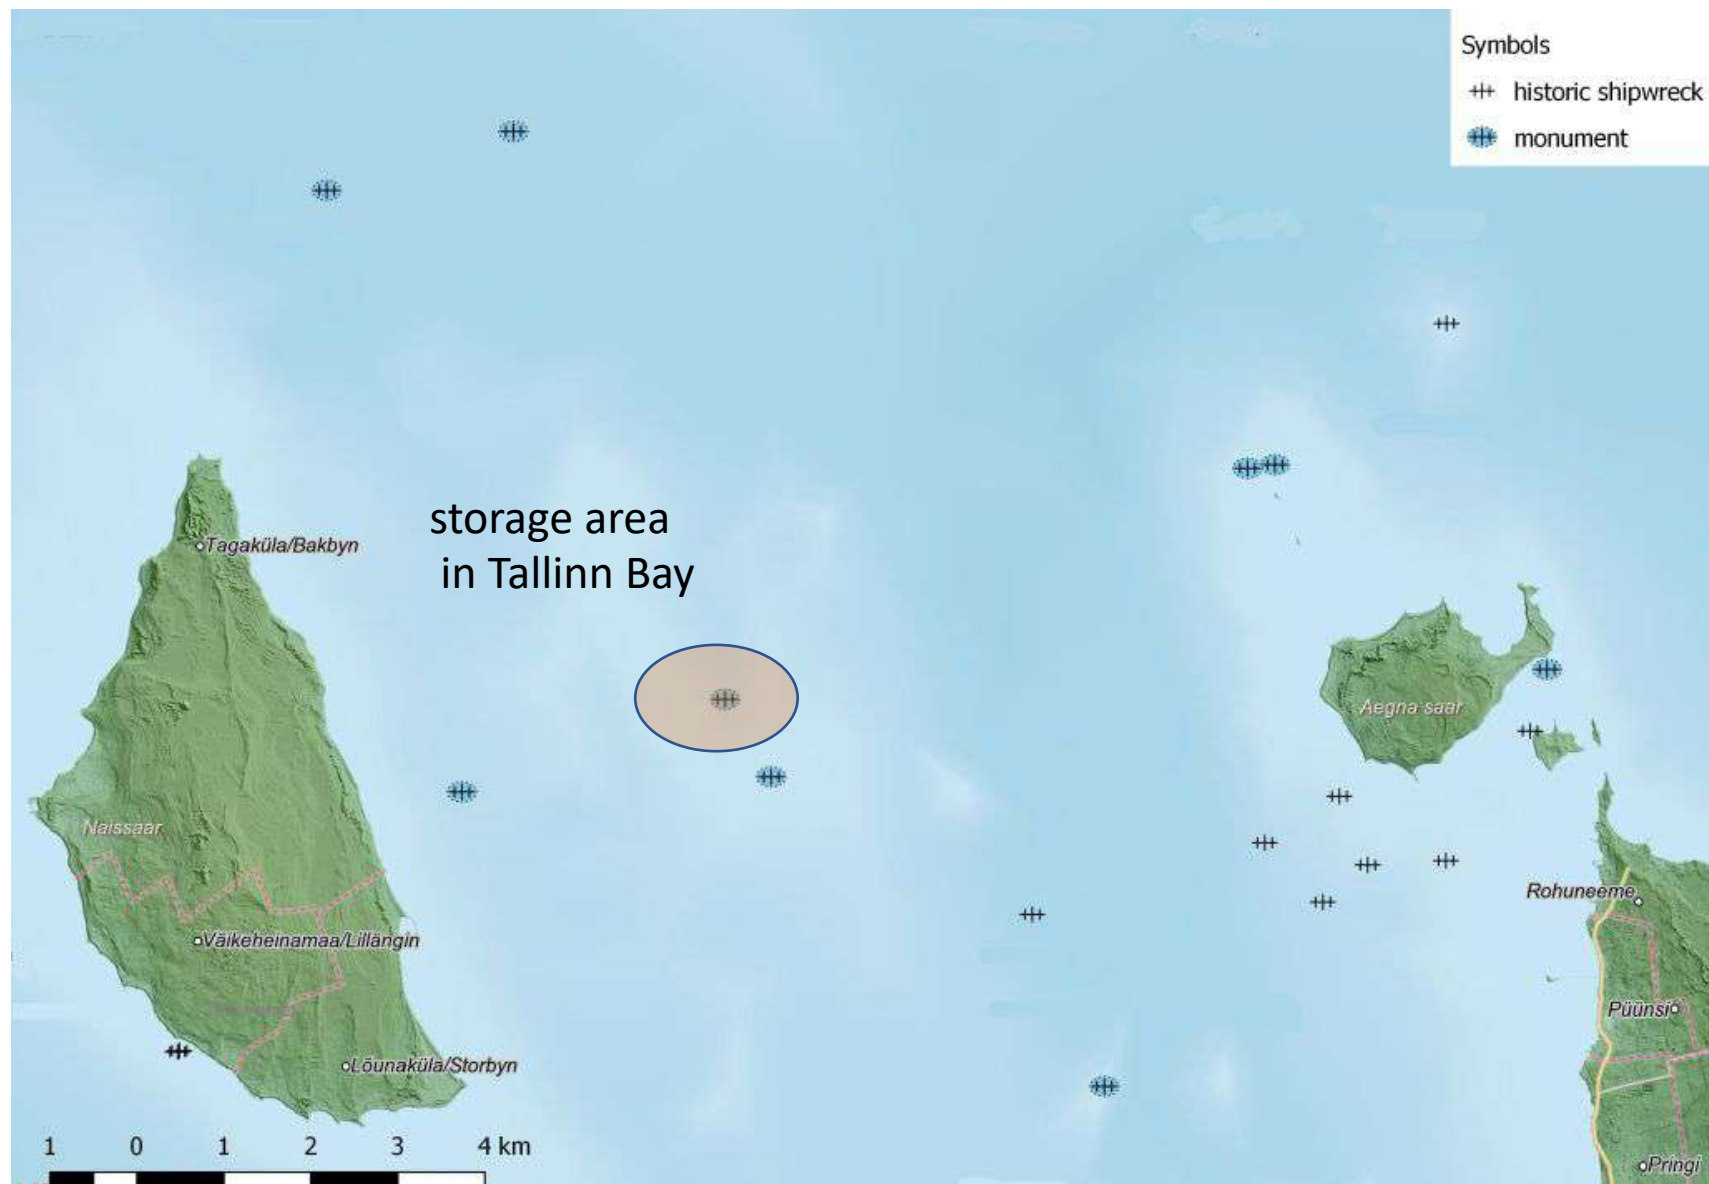 Symbols
historic shipwreck
monument
storage area
in Tallinn Bay
Tagaküla/Bakbyn
Aegna saar
Naissaar
Rohuneeme
Väikeheinamaa/Lillängin
Püünsi
Lõunaküla/Storbyn
1 0 1 2 3 4 km
Pringi